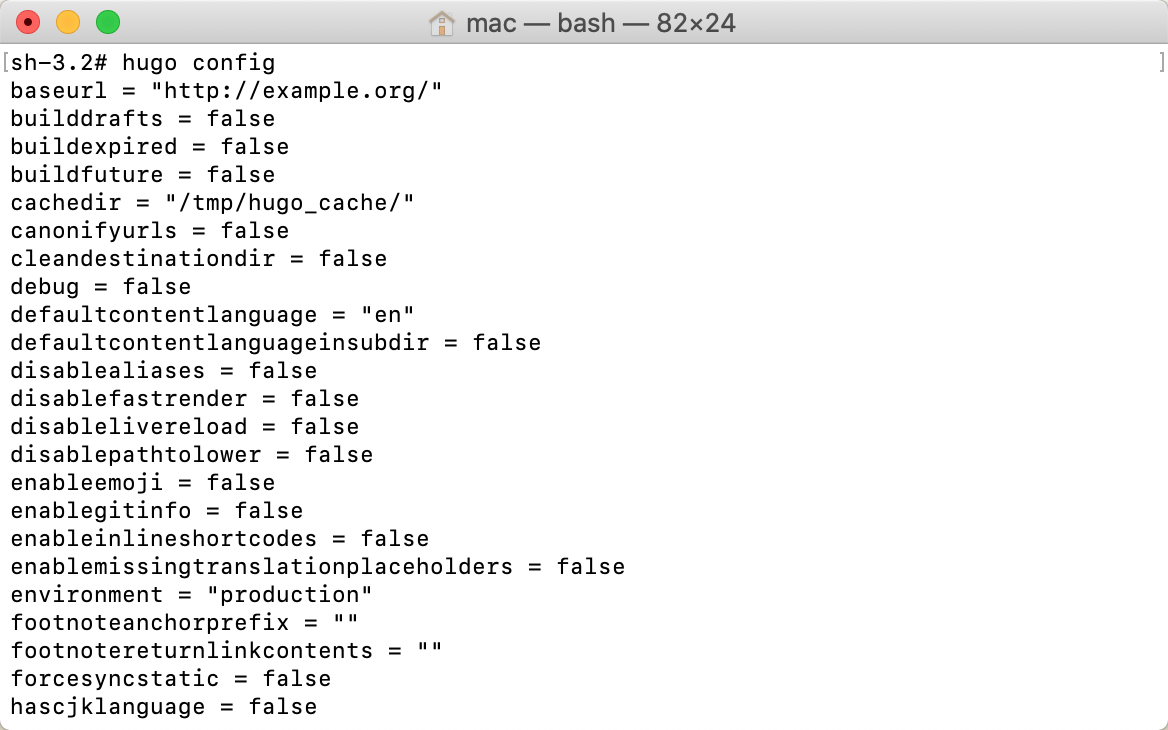 mac — bash — 82×24
[sh-3.2# hugo config ]
baseurl = "http://example.org/"
builddrafts = false
buildexpired = false
buildfuture = false
cachedir = "/tmp/hugo_cache/"
canonifyurls = false
cleandestinationdir = false
debug = false
defaultcontentlanguage = "en"
defaultcontentlanguageinsubdir = false
disablealiases = false
disablefastrender = false
disablelivereload = false
disablepathtolower = false
enableemoji = false
enablegitinfo = false
enableinlineshortcodes = false
enablemissingtranslationplaceholders = false
environment = "production"
footnoteanchorprefix = ""
footnotereturnlinkcontents = ""
forcesyncstatic = false
hascjklanguage = false